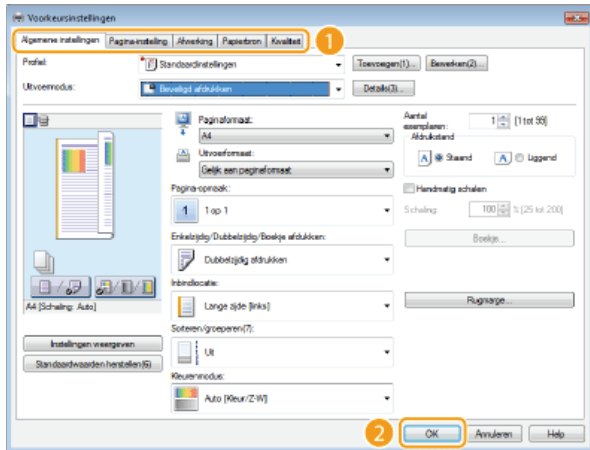 Voorkeursinstellingen
Algemene instellingen Pagina-instelling Afwerking Papierbron Kwaliteit 1
Profiel: Standaardinstellingen Toevoegen(1)... Bewerken(2)...
Uitvoermodus: Beveiligd afdrukken Details(3)...
Paginaformaat:
A4
Uitvoerformaat:
Gelijk aan paginaformaat
Aantal
exemplaren: 1 [1 tot 99]
Afdrukstand
A Staand A Liggend
Pagina-opmaak:
1 1 op 1
Handmatig schalen
Schaling: 100 % [25 tot 200]
Enkelzijdig/Dubbelzijdig/Boekje afdrukken:
Dubbelzijdig afdrukken
Boekje...
Inbindlocatie:
Lange zijde [links]
Rugmarge...
A4 [Schaling: Auto]
Sorteren/groeperen(7):
Uit
Instellingen weergeven
Standaardwaarden herstellen(6)
Kleurenmodus:
Auto [Kleur/Z-W]
2 OK Annuleren Help